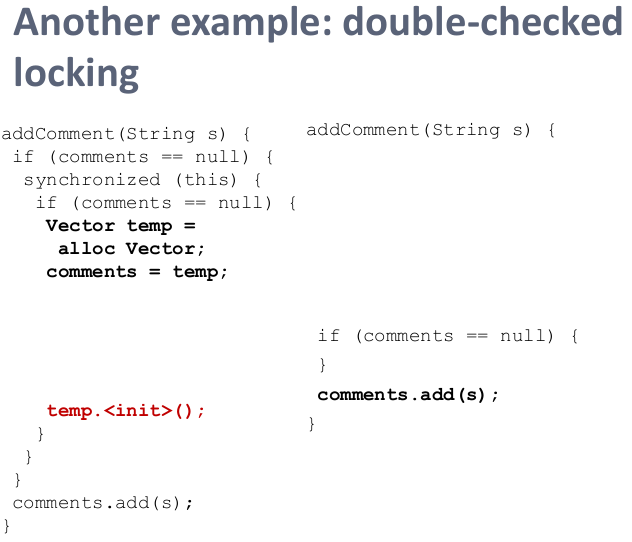 Another example: double-checked
locking
addComment(String s) {
if (comments == null) {
synchronized (this) {
if (comments == null) {
Vector temp =
alloc Vector;
comments = temp;
temp.<init>();
}
}
}
comments.add(s);
}
addComment(String s) {
if (comments == null) {
}
comments.add(s);
}